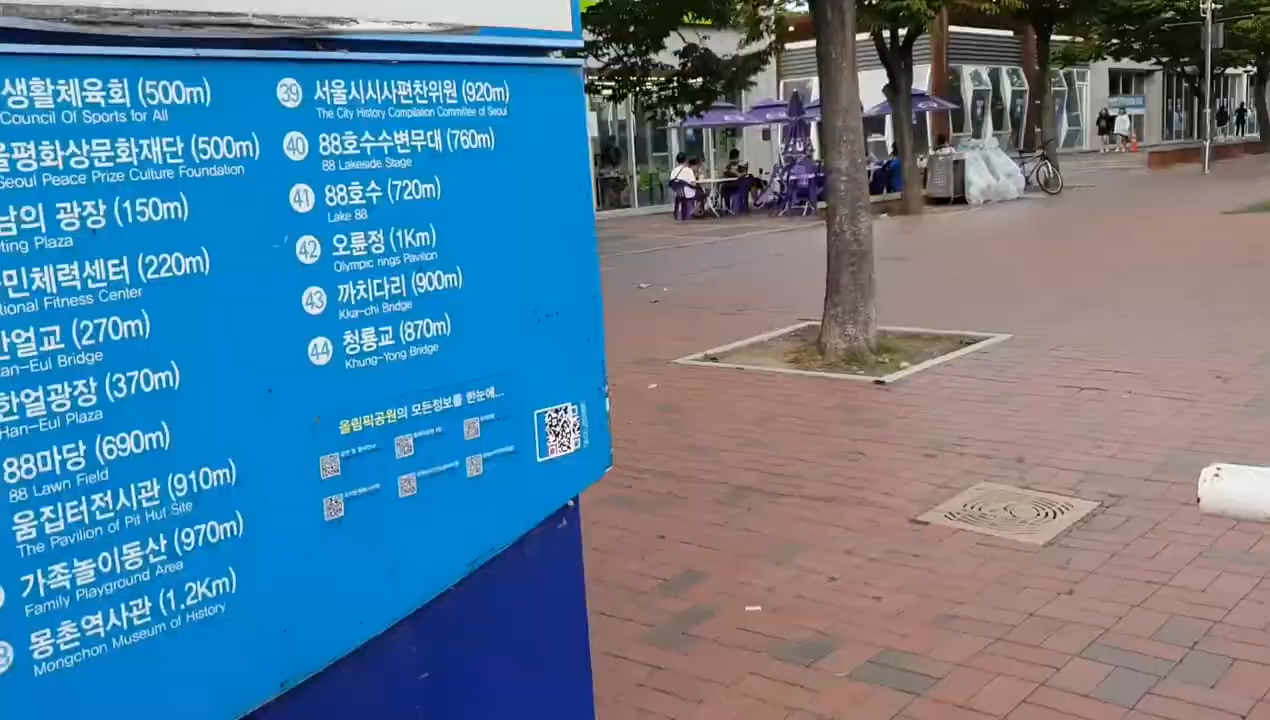 생활체육회 (500m)
Council Of Sports for All
평화상문화재단 (500m)
Seoul Peace Prize Culture Foundation
남의 광장 (150m)
ting Plaza
민체력센터 (220m)
tional Fitness Center
한얼교 (270m)
an-Eul Bridge
한얼광장 (370m)
Han-Eul Plaza
88마당 (690m)
88 Lawn Field
움집터전시관 (910m)
The Pavilion of Pit Hut Site
가족놀이동산 (970m)
Family Playground Area
몽촌역사관 (1.2Km)
Mongchon Museum of History
39 서울시시사편찬위원 (920m)
The City History Compilation Committee of Seoul
40 88호수수변무대 (760m)
88 Lakeside Stage
41 88호수 (720m)
Lake 88
42 오륜정 (1Km)
Olympic rings Pavilion
43 까치다리 (900m)
Kka-chi Bridge
44 청룡교 (870m)
Khung-Yong Bridge
올림픽공원의 모든정보를 한눈에...